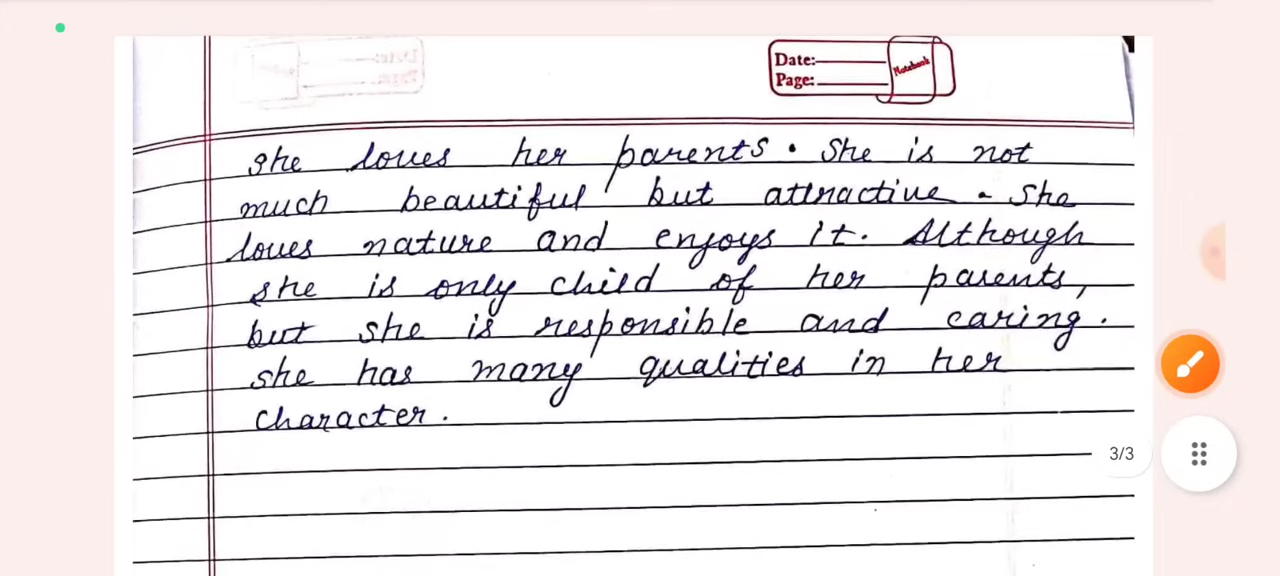 Date:
Page:
Notebook
She loves her parents. She is not
much beautiful but attractive. She
loves nature and enjoys it. Although
she is only child of her parents,
but she is responsible and caring.
she has many qualities in her
character.
3/3